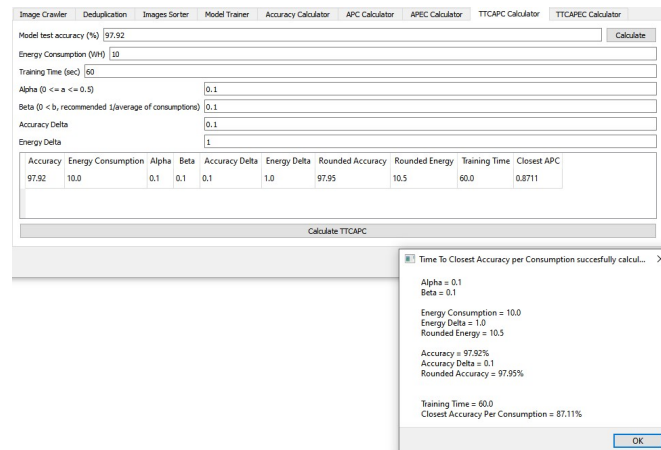 Image Crawler Deduplication Images Sorter Model Trainer Accuracy Calculator APC Calculator APEC Calculator TTCAPC Calculator TTCAPEC Calculator
Model test accuracy (%) 97.92 Calculate
Energy Consumption (WH) 10
Training Time (sec) 60
Alpha (0 <= a <= 0.5) 0.1
Beta (0 < b, recommended 1/average of consumptions) 0.1
Accuracy Delta 0.1
Energy Delta 1
Accuracy Energy Consumption Alpha Beta Accuracy Delta Energy Delta Rounded Accuracy Rounded Energy Training Time Closest APC
97.92 10.0 0.1 0.1 0.1 1.0 97.95 10.5 60.0 0.8711
Calculate TTCAPC
Time To Closest Accuracy per Consumption succesfully calcul...
Alpha = 0.1
Beta = 0.1
Energy Consumption = 10.0
Energy Delta = 1.0
Rounded Energy = 10.5
Accuracy = 97.92%
Accuracy Delta = 0.1
Rounded Accuracy = 97.95%
Training Time = 60.0
Closest Accuracy Per Consumption = 87.11%
OK